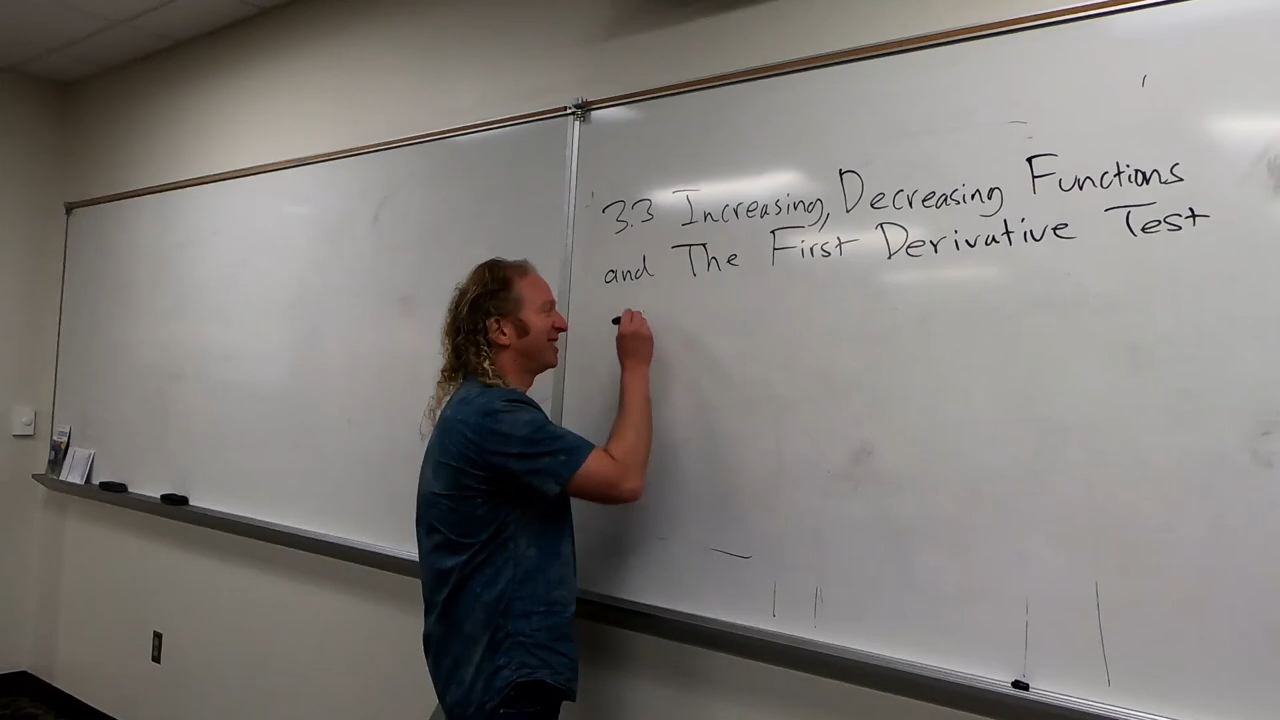 3.3 Increasing, Decreasing Functions
and The First Derivative Test